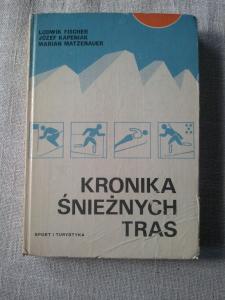 LUDWIK FISCHER
JÓZEF KAPENIAK
MARIAN MATZENAUER
KRONIKA
ŚNIEŻNYCH
TRAS
SPORT I TURYSTYKA